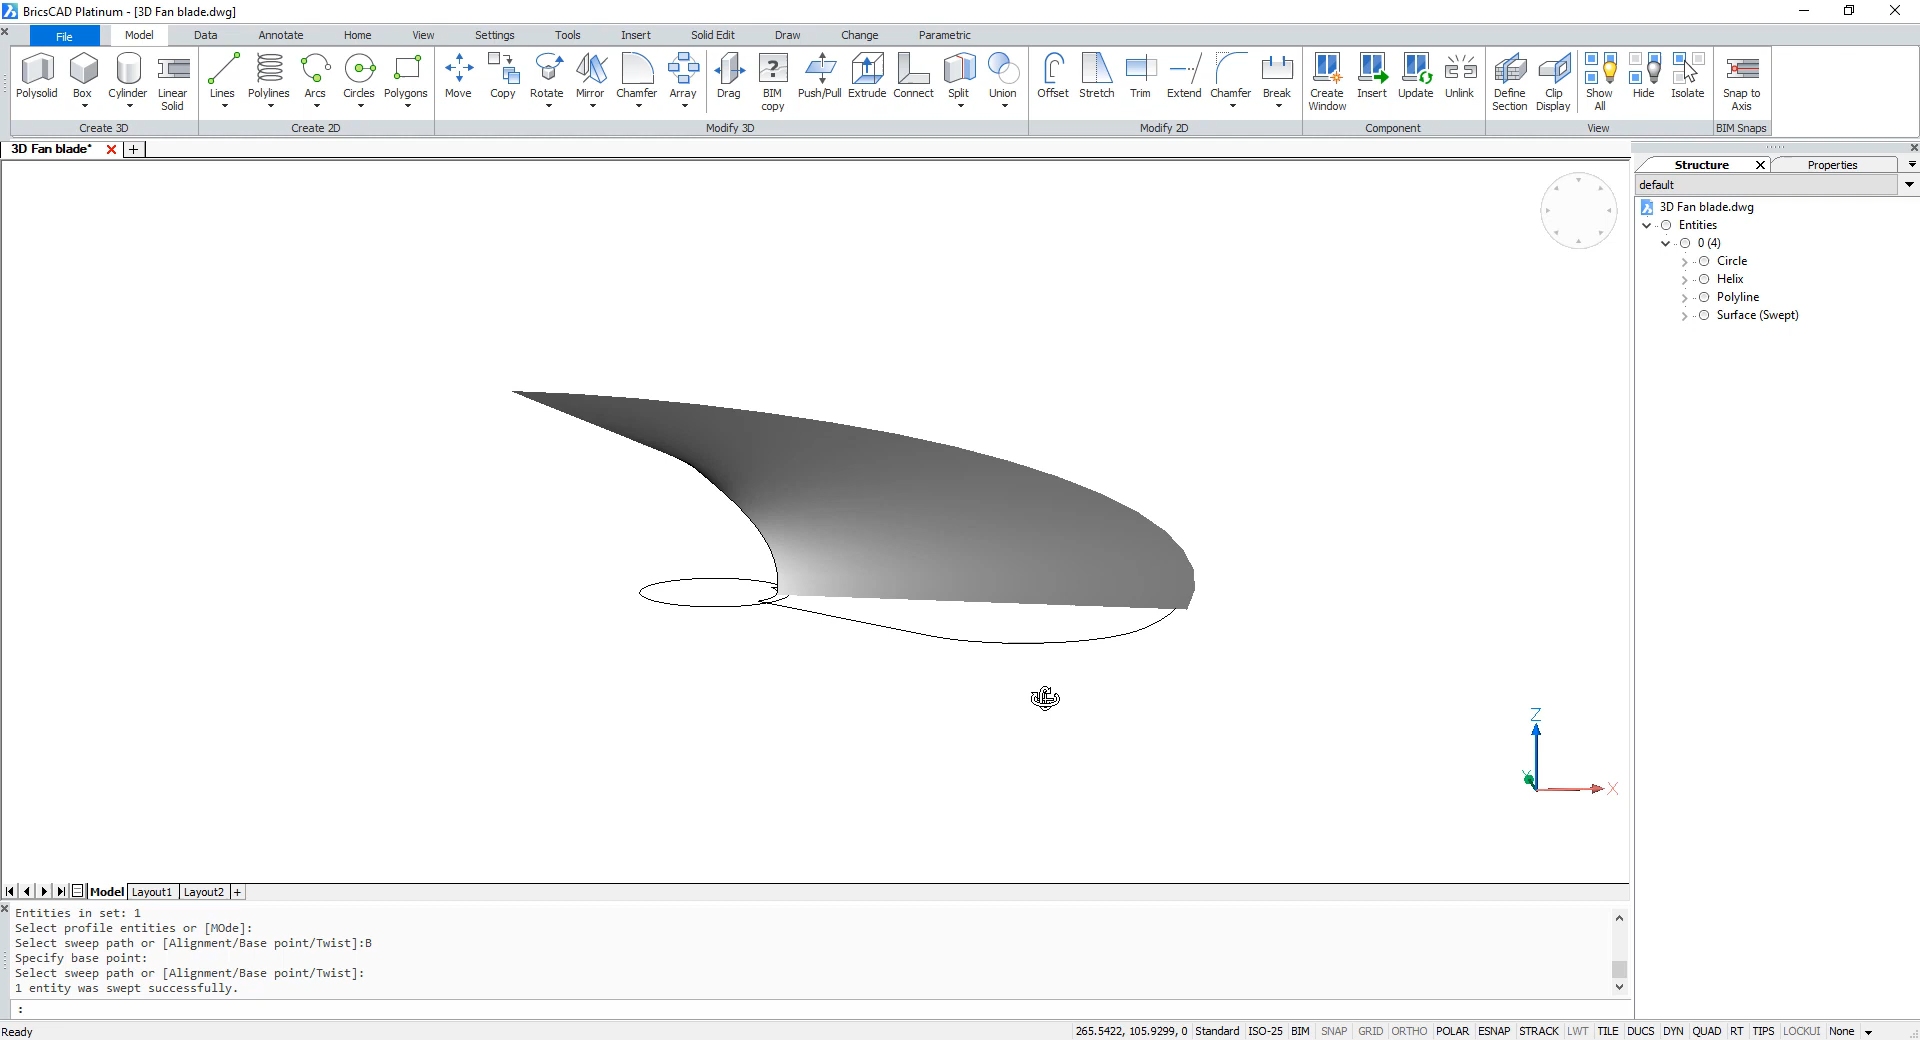 BricsCAD Platinum - [3D Fan blade.dwg]
File Model Data Annotate Home View Settings Tools Insert Solid Edit Draw Change Parametric
Polysolid Box Cylinder Linear Solid Lines Polylines Arcs Circles Polygons Move Copy Rotate Mirror Chamfer Array Drag BIM copy Push/Pull Extrude Connect Split Union Offset Stretch Trim Extend Chamfer Break Create Window Insert Update Unlink Define Section Clip Display Show All Hide Isolate Snap to Axis
Create 3D Create 2D Modify 3D Modify 2D Component View BIM Snaps
3D Fan blade*
Structure Properties
default
3D Fan blade.dwg
Entities
0 (4)
Circle
Helix
Polyline
Surface (Swept)
Z
Y
X
Model Layout1 Layout2 +
Entities in set: 1
Select profile entities or [MOde]:
Select sweep path or [Alignment/Base point/Twist]:B
Specify base point:
Select sweep path or [Alignment/Base point/Twist]:
1 entity was swept successfully.
:
Ready 265.5422, 105.9299, 0 Standard ISO-25 BIM SNAP GRID ORTHO POLAR ESNAP STRACK LWT TILE DUCS DYN QUAD RT TIPS LOCKUI None